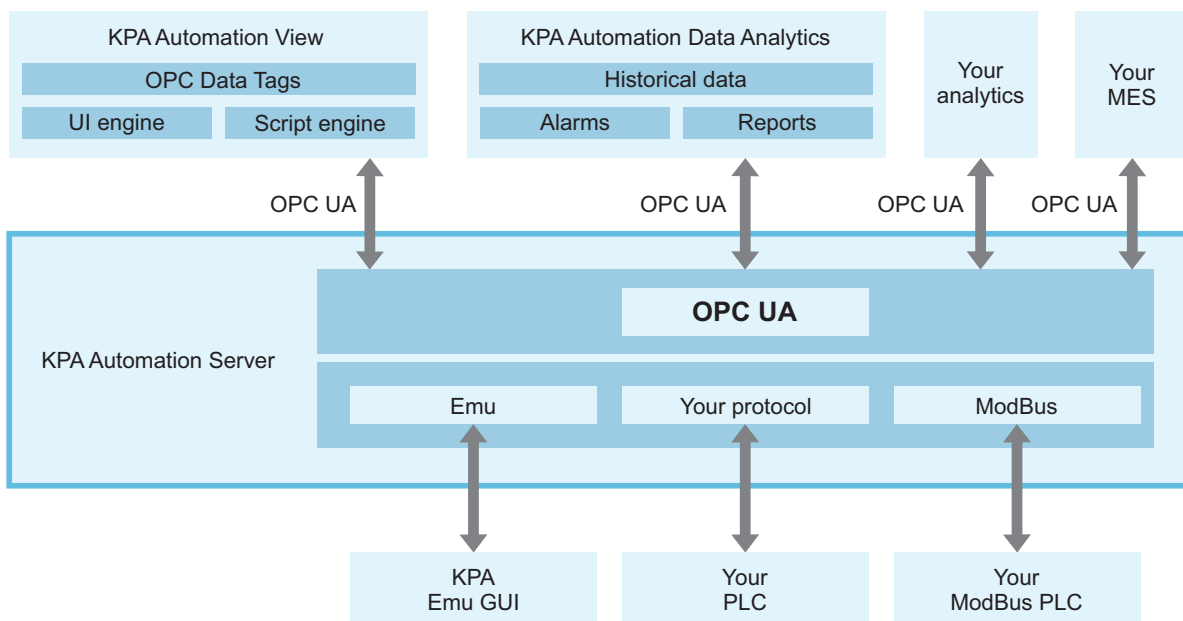 KPA Automation View
OPC Data Tags
UI engine
Script engine
KPA Automation Data Analytics
Historical data
Alarms
Reports
Your
analytics
Your
MES
OPC UA
OPC UA
OPC UA
OPC UA
KPA Automation Server
OPC UA
Emu
Your protocol
ModBus
KPA
Emu GUI
Your
PLC
Your
ModBus PLC